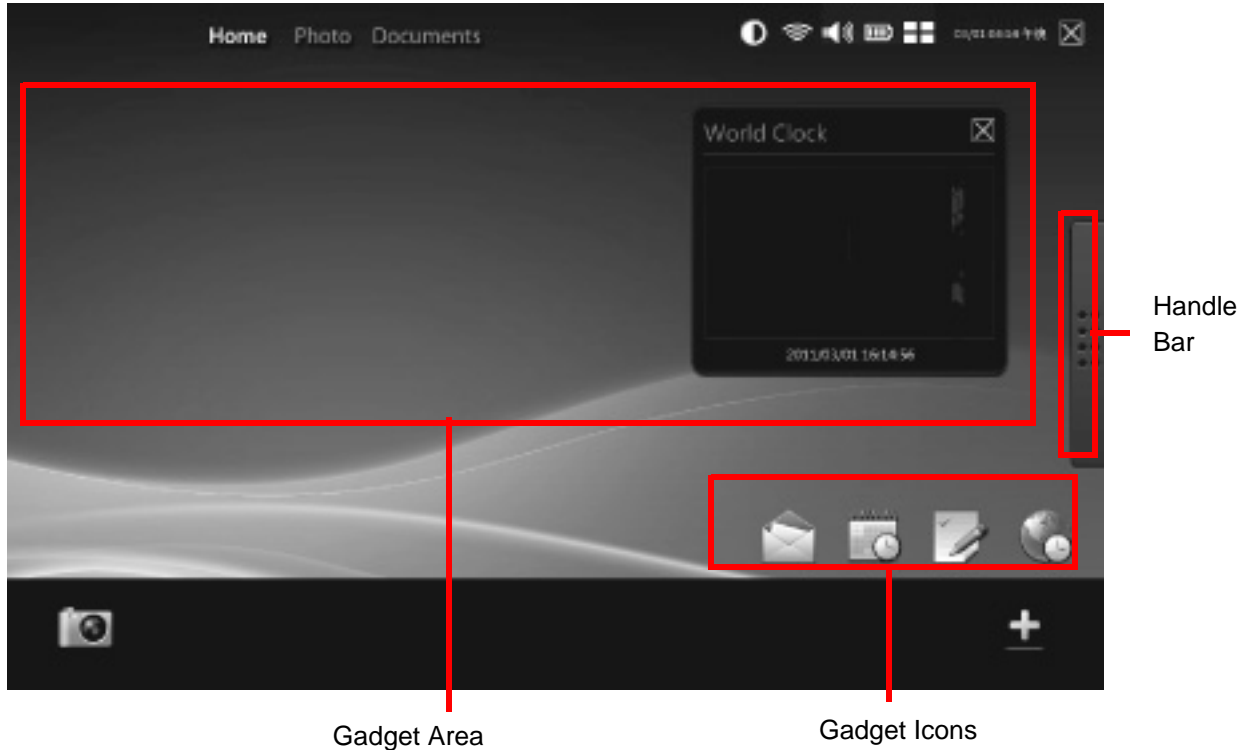 Home Photo Documents
World Clock
2011/03/01 16:14:56
Handle
Bar
Gadget Area
Gadget Icons